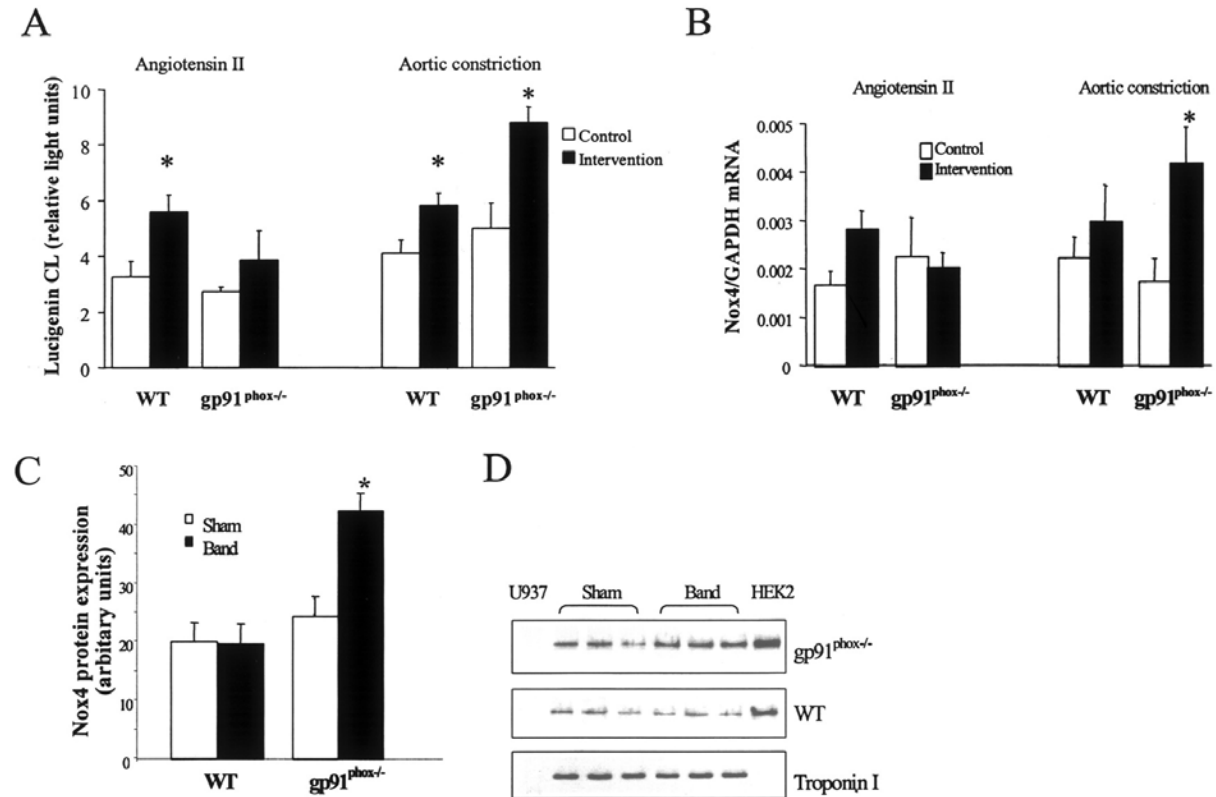 A
Angiotensin II
Aortic constriction
Lucigenin CL (relative light units)
10
8
6
4
2
0
*
*
*
Control
Intervention
WT
gp91phox-/-
WT
gp91phox-/-
B
Angiotensin II
Aortic constriction
Nox4/GAPDH mRNA
0.005
0.004
0.003
0.002
0.001
0
*
Control
Intervention
WT
gp91phox-/-
WT
gp91phox-/-
C
Nox4 protein expression
(arbitary units)
50
40
30
20
10
0
*
Sham
Band
WT
gp91phox-/-
D
U937
Sham
Band
HEK2
gp91phox-/-
WT
Troponin I